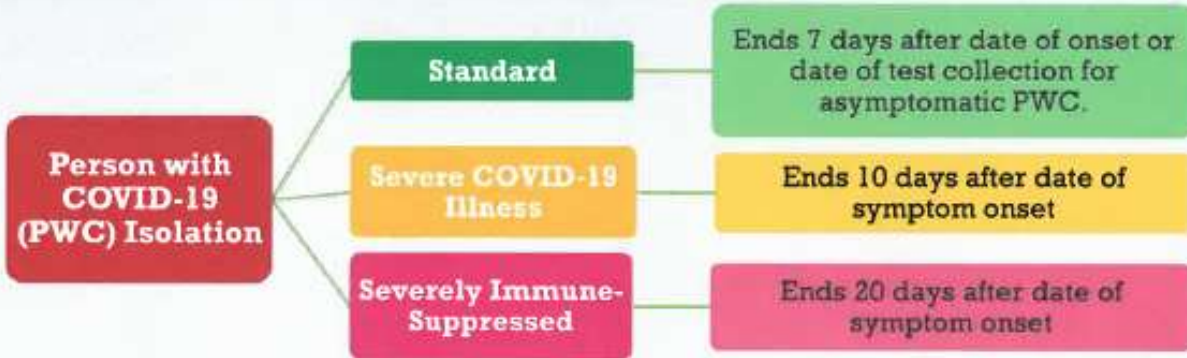 Person with
COVID-19
(PWC) Isolation
Standard
Ends 7 days after date of onset or
date of test collection for
asymptomatic PWC.
Severe COVID-19
Illness
Ends 10 days after date of
symptom onset
Severely Immune-
Suppressed
Ends 20 days after date of
symptom onset